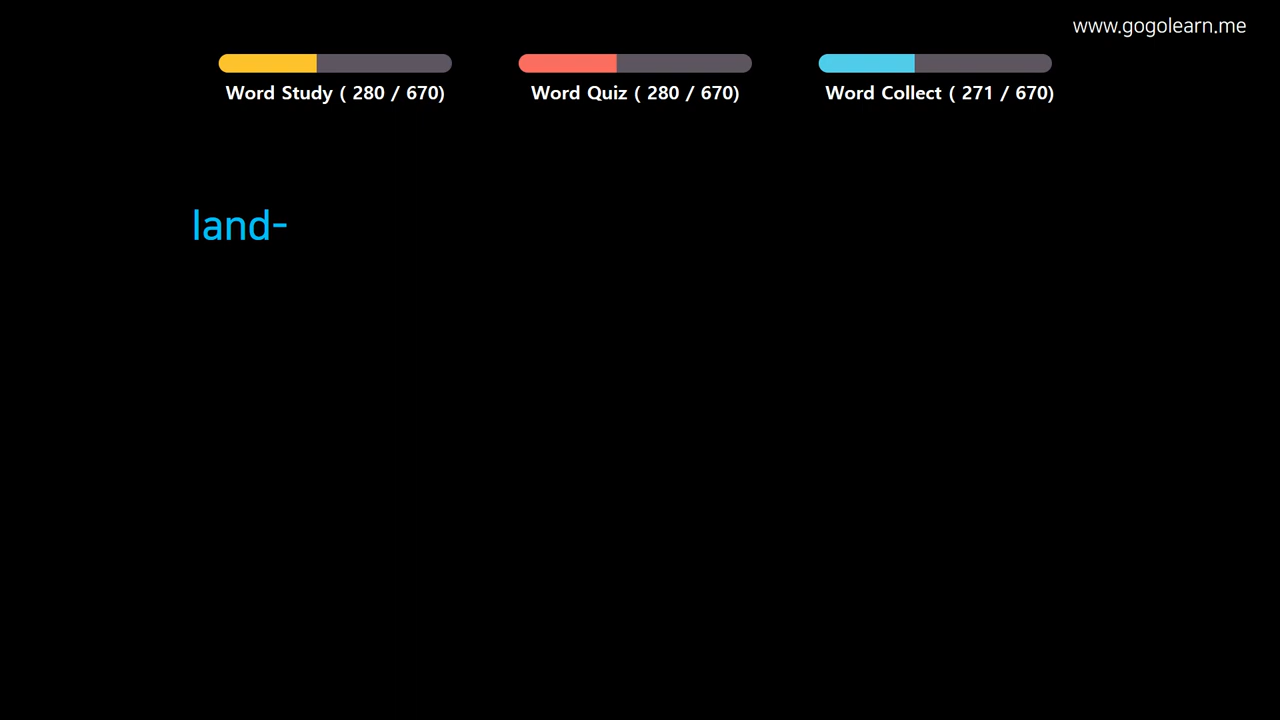 www.gogolearn.me
Word Study ( 280 / 670)
Word Quiz ( 280 / 670)
Word Collect ( 271 / 670)
land-